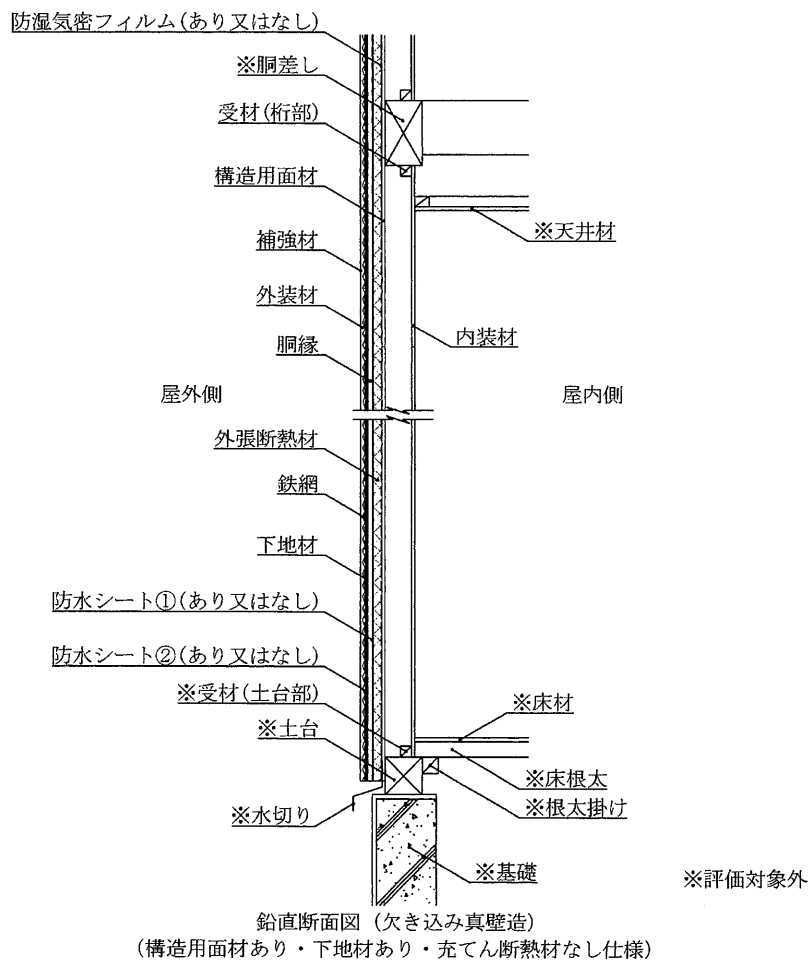 防湿気密フィルム(あり又はなし)
※胴差し
受材(桁部)
構造用面材
※天井材
補強材
外装材
内装材
胴縁
屋外側
屋内側
外張断熱材
鉄網
下地材
防水シート①(あり又はなし)
防水シート②(あり又はなし)
※受材(土台部)
※床材
※土台
※床根太
※水切り
※根太掛け
※基礎
※評価対象外
鉛直断面図(欠き込み真壁造)
(構造用面材あり・下地材あり・充てん断熱材なし仕様)